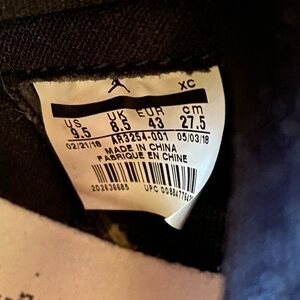 XC
US UK EUR cm
9.5 8.5 43 27.5
AR3254-001
02/21/18 05/03/18
MADE IN CHINA
FABRIQUE EN CHINE
202636685
UPC